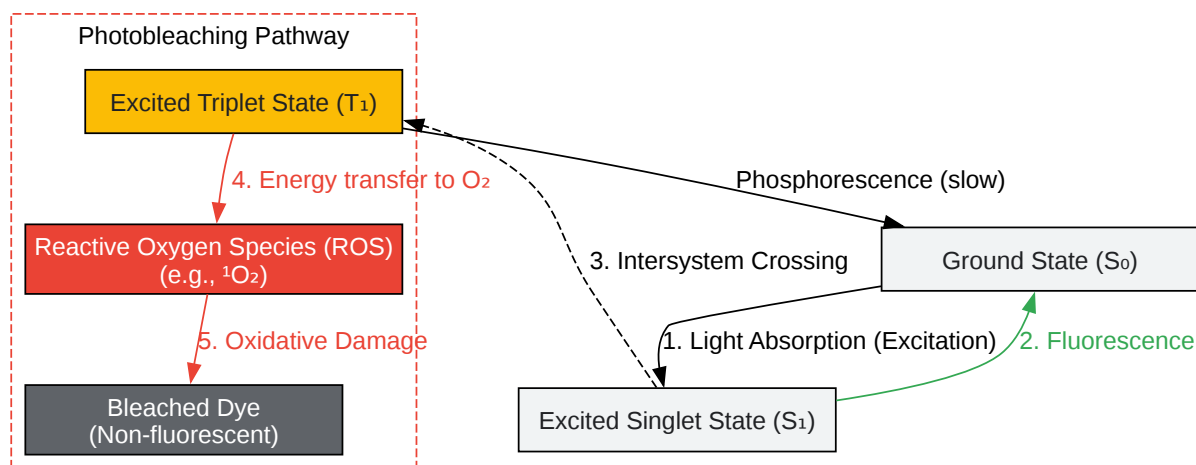 Photobleaching Pathway
Excited Triplet State (T₁)
4. Energy transfer to O₂
Phosphorescence (slow)
Reactive Oxygen Species (ROS)
(e.g., ¹O₂)
3. Intersystem Crossing
Ground State (S₀)
5. Oxidative Damage
1. Light Absorption (Excitation)
2. Fluorescence
Bleached Dye
(Non-fluorescent)
Excited Singlet State (S₁)